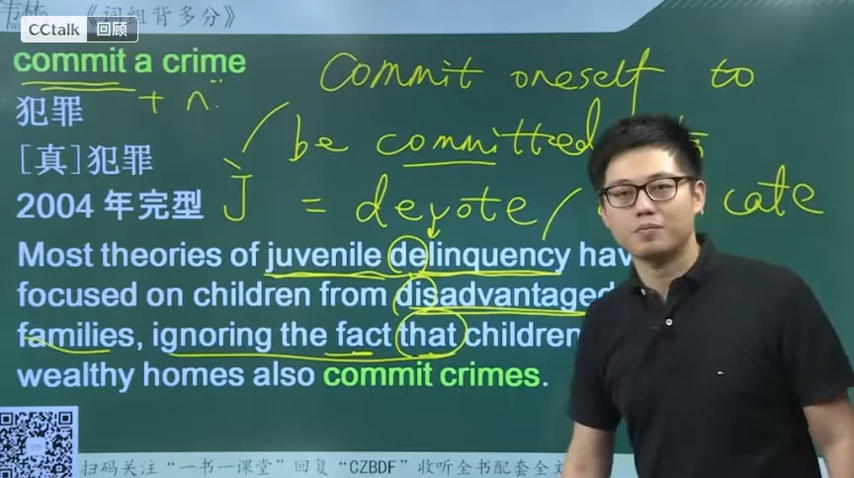 《词组背多分》
CCtalk 回顾
commit a crime
+ n.
commit oneself to
犯罪
be committed
[真]犯罪
2004 年完型
J = devote / cate
Most theories of juvenile delinquency hav
focused on children from disadvantaged
families, ignoring the fact that children
wealthy homes also commit crimes.
扫码关注“一书一课堂”回复“CZBDF”收听全书配套全文